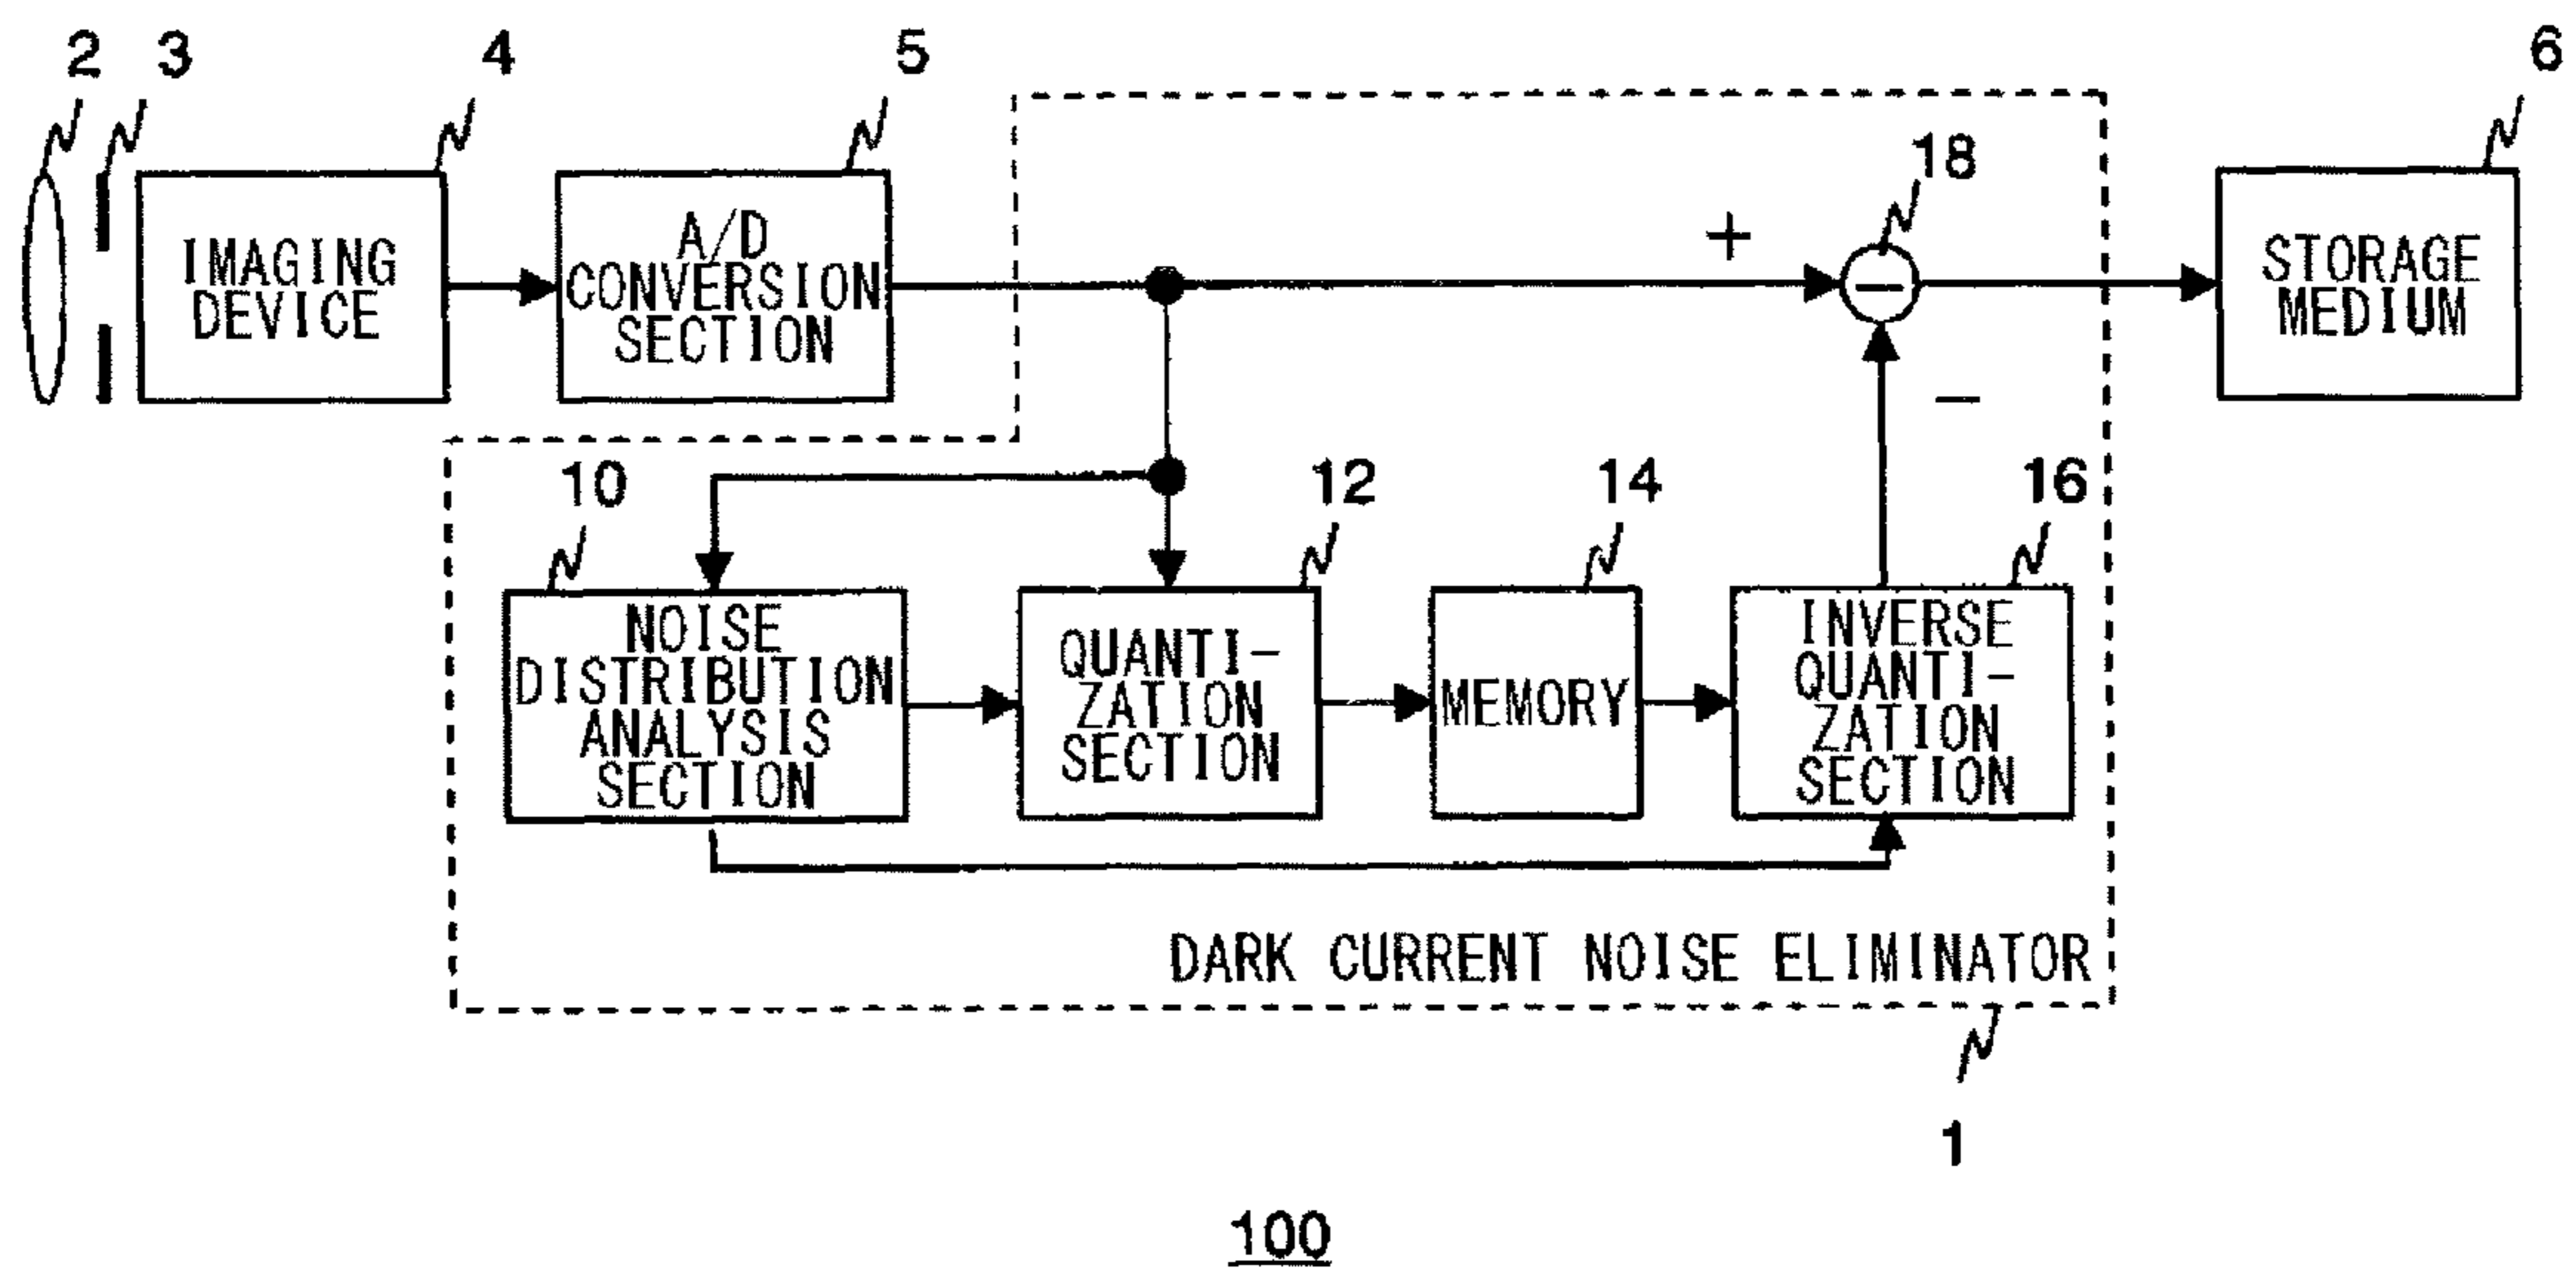 2
3
4
5
6
IMAGING
DEVICE
A/D
CONVERSION
SECTION
18
+
−
−
STORAGE
MEDIUM
10
12
14
16
NOISE
DISTRIBUTION
ANALYSIS
SECTION
QUANTI-
ZATION
SECTION
MEMORY
INVERSE
QUANTI-
ZATION
SECTION
DARK CURRENT NOISE ELIMINATOR
1
100